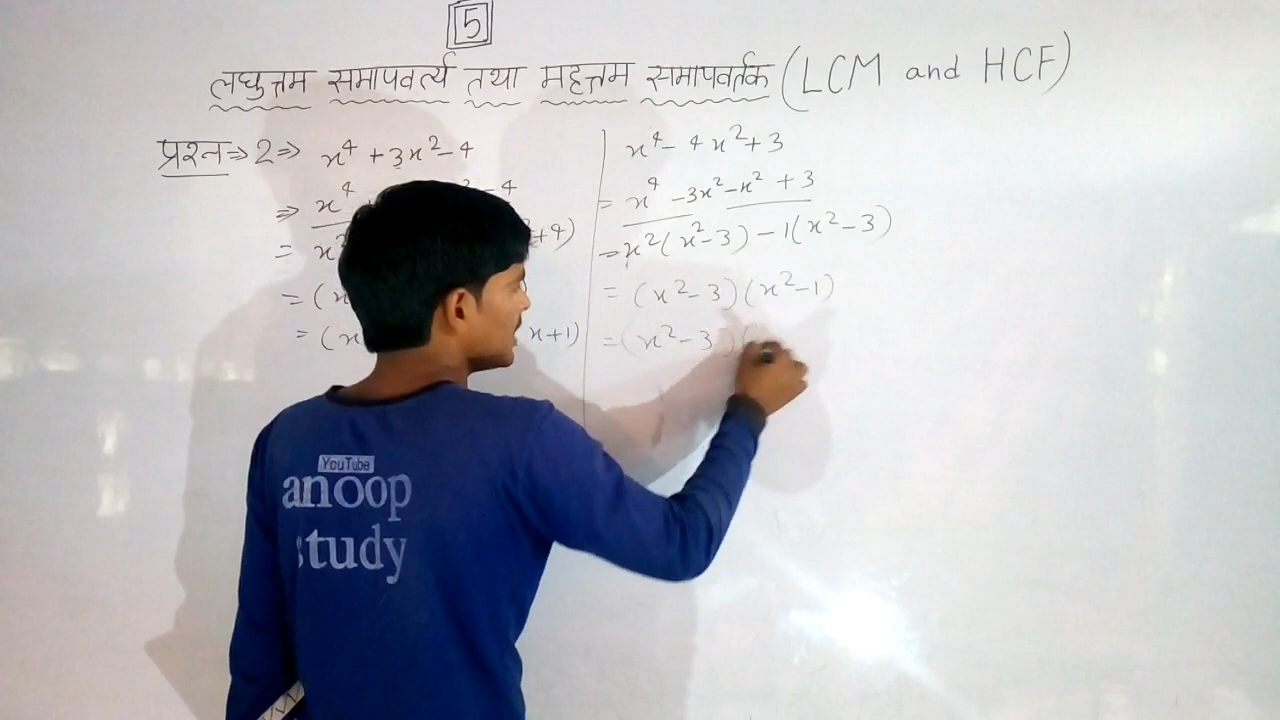 5
लघुत्तम समापवर्त्य तथा महत्तम समापवर्तक (LCM and HCF)
प्रश्न⇒2⇒ x⁴ + 3x² - 4
⇒ x⁴ - 4
= x² +4)
= (x
= (x x+1)
x⁴ - 4x² + 3
= x⁴ - 3x² - x² + 3
= x²(x² - 3) - 1(x² - 3)
= (x² - 3)(x² - 1)
= (x² - 3)(
YouTube
anoop
study